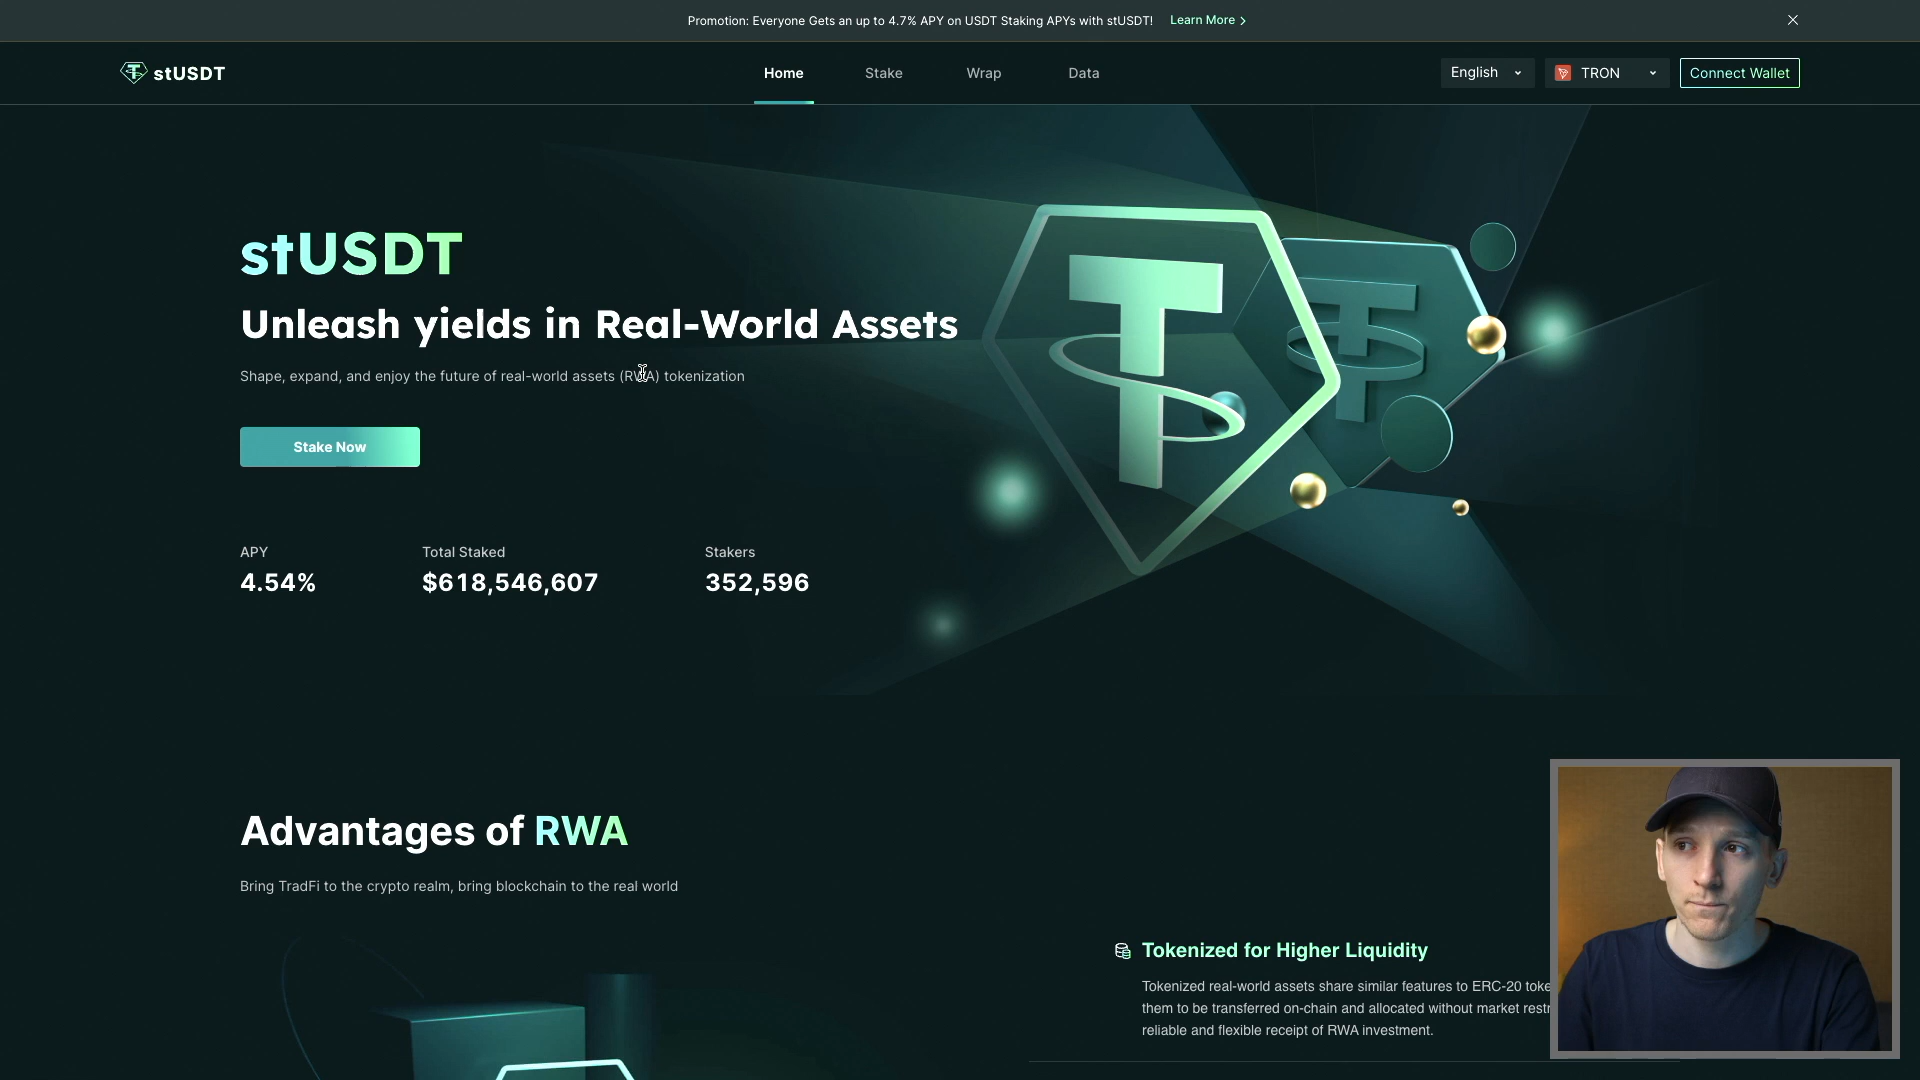 Promotion: Everyone Gets an up to 4.7% APY on USDT Staking APYs with stUSDT! Learn More
stUSDT
Home
Stake
Wrap
Data
English
TRON
Connect Wallet
stUSDT
Unleash yields in Real-World Assets
Shape, expand, and enjoy the future of real-world assets (RWA) tokenization
Stake Now
APY
4.54%
Total Staked
$618,546,607
Stakers
352,596
Advantages of RWA
Bring TradFi to the crypto realm, bring blockchain to the real world
Tokenized for Higher Liquidity
Tokenized real-world assets share similar features to ERC-20
them to be transferred on-chain and allocated without market
reliable and flexible receipt of RWA investment.